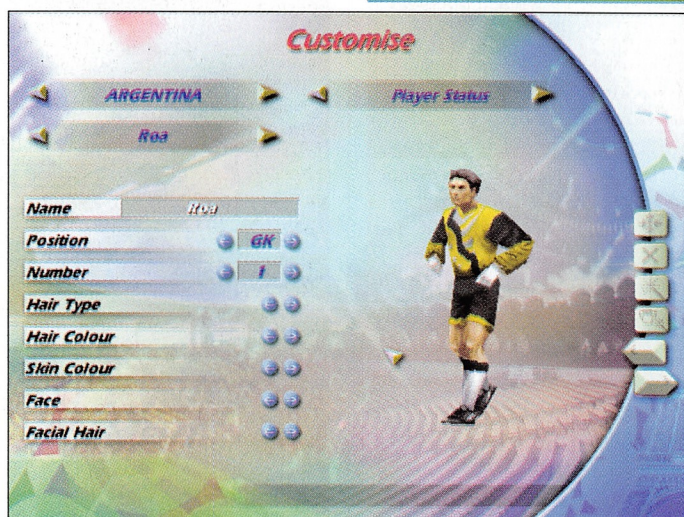 Customise
ARGENTINA
Player Status
Roa
Name Roa
Position GK
Number 1
Hair Type
Hair Colour
Skin Colour
Face
Facial Hair